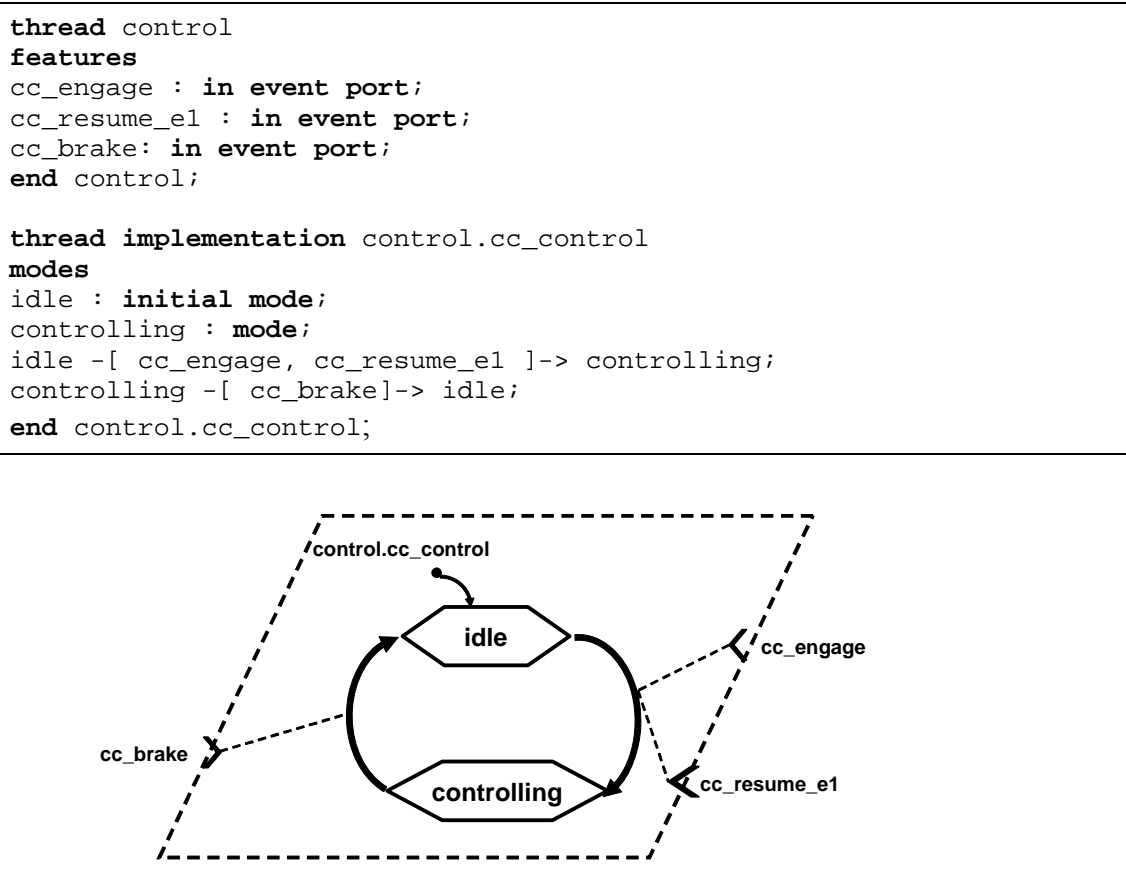 thread control
features
cc_engage : in event port;
cc_resume_e1 : in event port;
cc_brake: in event port;
end control;
thread implementation control.cc_control
modes
idle : initial mode;
controlling : mode;
idle -[ cc_engage, cc_resume_e1 ]-> controlling;
controlling -[ cc_brake]-> idle;
end control.cc_control;
control.cc_control
idle
cc_engage
cc_brake
controlling
cc_resume_e1